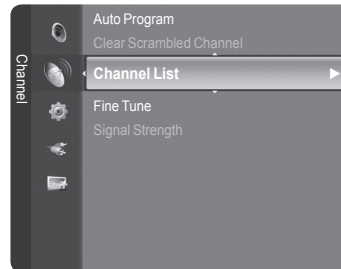 Channel
Auto Program
Clear Scrambled Channel
Channel List
Fine Tune
Signal Strength